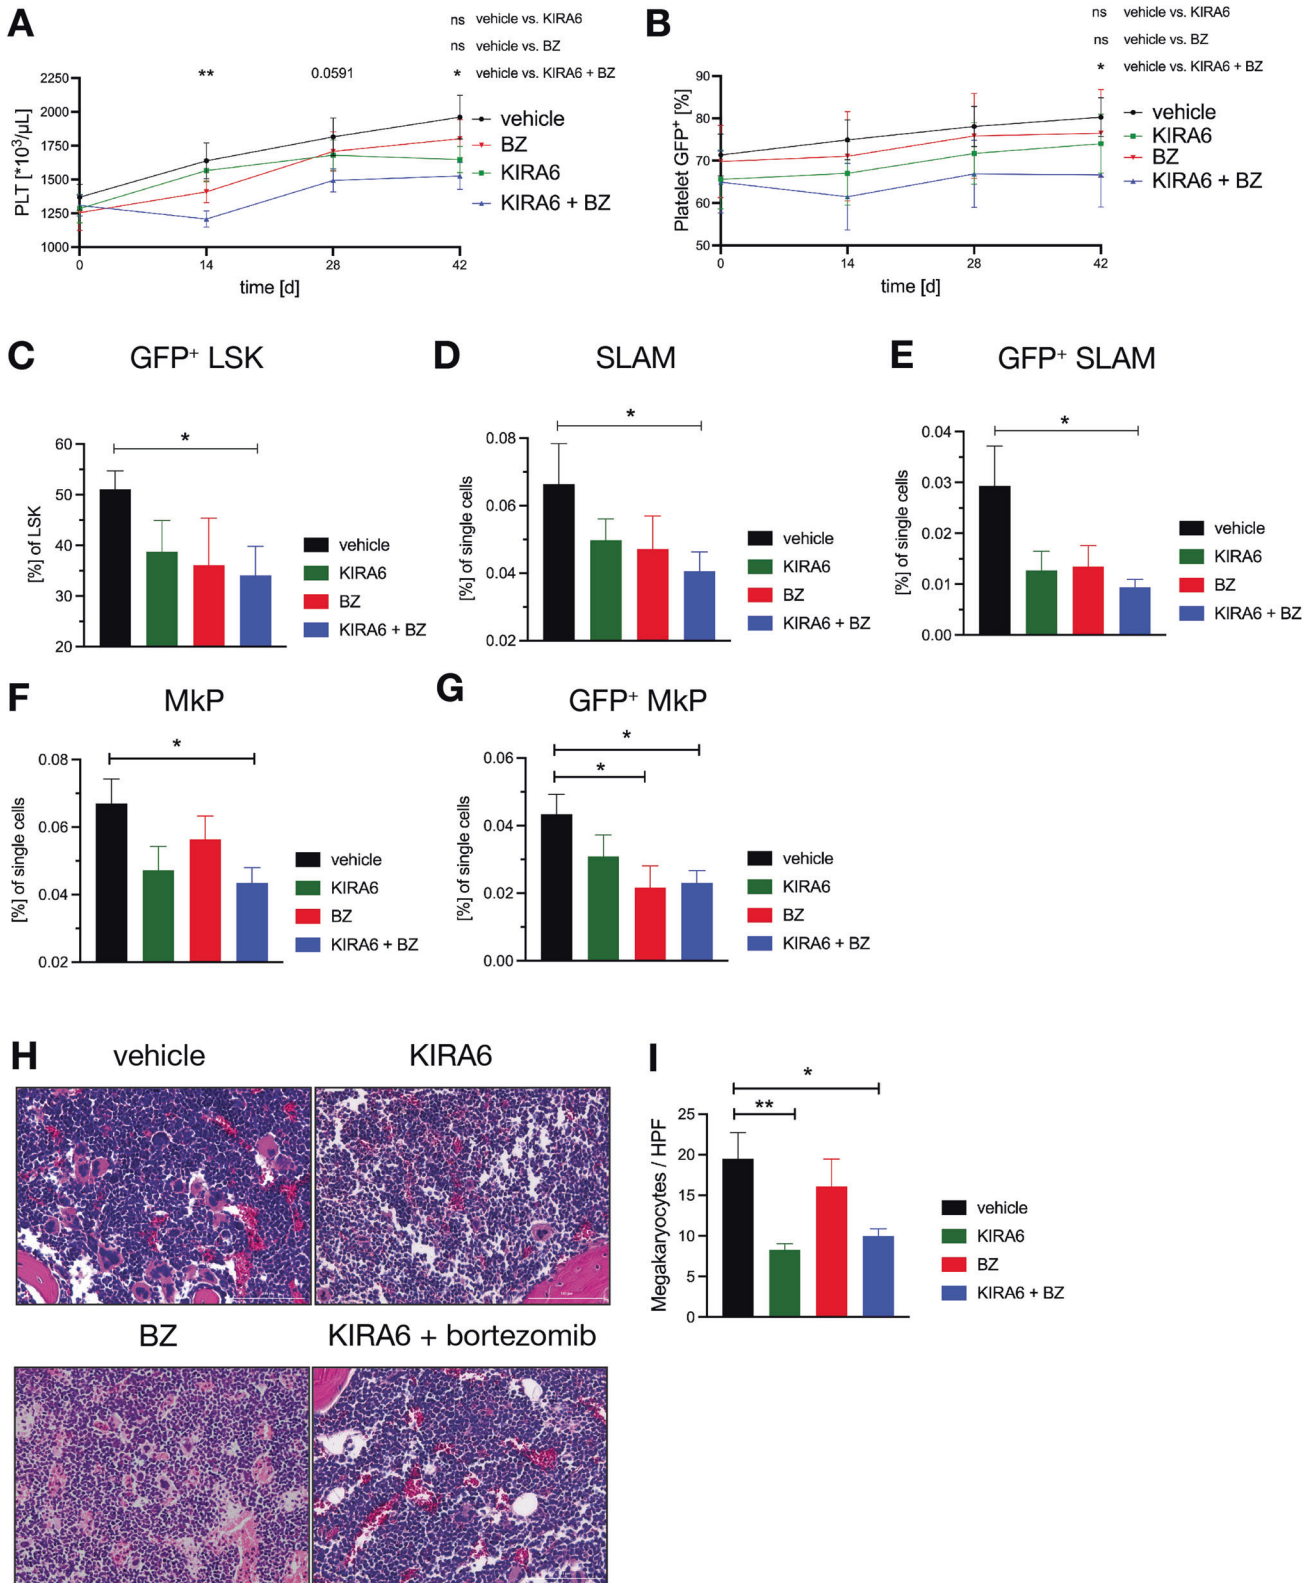 A
ns vehicle vs. KIRA6
ns vehicle vs. BZ
** 0.0591 * vehicle vs. KIRA6 + BZ
PLT [*10³/µL]
2250
2000
1750
1500
1250
1000
0 14 28 42
time [d]
vehicle
BZ
KIRA6
KIRA6 + BZ
B
ns vehicle vs. KIRA6
ns vehicle vs. BZ
* vehicle vs. KIRA6 + BZ
Platelet GFP⁺ [%]
90
80
70
60
50
0 14 28 42
time [d]
vehicle
KIRA6
BZ
KIRA6 + BZ
C GFP⁺ LSK
*
[%] of LSK
60
50
40
30
20
vehicle
KIRA6
BZ
KIRA6 + BZ
D SLAM
*
[%] of single cells
0.08
0.06
0.04
0.02
vehicle
KIRA6
BZ
KIRA6 + BZ
E GFP⁺ SLAM
*
[%] of single cells
0.04
0.03
0.02
0.01
0.00
vehicle
KIRA6
BZ
KIRA6 + BZ
F MkP
*
[%] of single cells
0.08
0.06
0.04
0.02
vehicle
KIRA6
BZ
KIRA6 + BZ
G GFP⁺ MkP
*
*
[%] of single cells
0.06
0.04
0.02
0.00
vehicle
KIRA6
BZ
KIRA6 + BZ
H vehicle KIRA6
BZ KIRA6 + bortezomib
I
*
**
Megakaryocytes / HPF
25
20
15
10
5
0
vehicle
KIRA6
BZ
KIRA6 + BZ